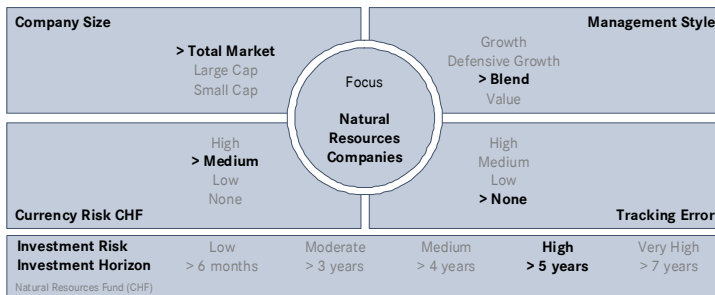 Company Size
> Total Market
Large Cap
Small Cap
Management Style
Growth
Defensive Growth
> Blend
Value
Focus
Natural
Resources
Companies
High
> Medium
Low
None
Currency Risk CHF
High
Medium
Low
> None
Tracking Error
Investment Risk Low Moderate Medium High Very High
Investment Horizon > 6 months > 3 years > 4 years > 5 years > 7 years
Natural Resources Fund (CHF)